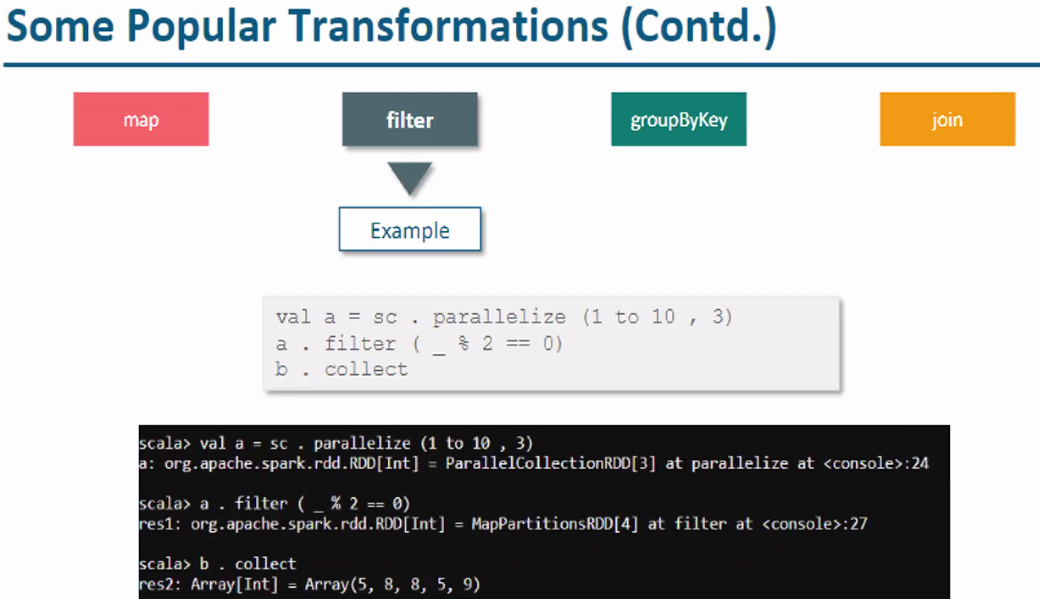 Some Popular Transformations (Contd.)
map
filter
groupByKey
join
Example
val a = sc . parallelize (1 to 10 , 3)
a . filter ( _ % 2 == 0)
b . collect
scala> val a = sc . parallelize (1 to 10 , 3)
a: org.apache.spark.rdd.RDD[Int] = ParallelCollectionRDD[3] at parallelize at <console>:24
scala> a . filter ( _ % 2 == 0)
res1: org.apache.spark.rdd.RDD[Int] = MapPartitionsRDD[4] at filter at <console>:27
scala> b . collect
res2: Array[Int] = Array(5, 8, 8, 5, 9)